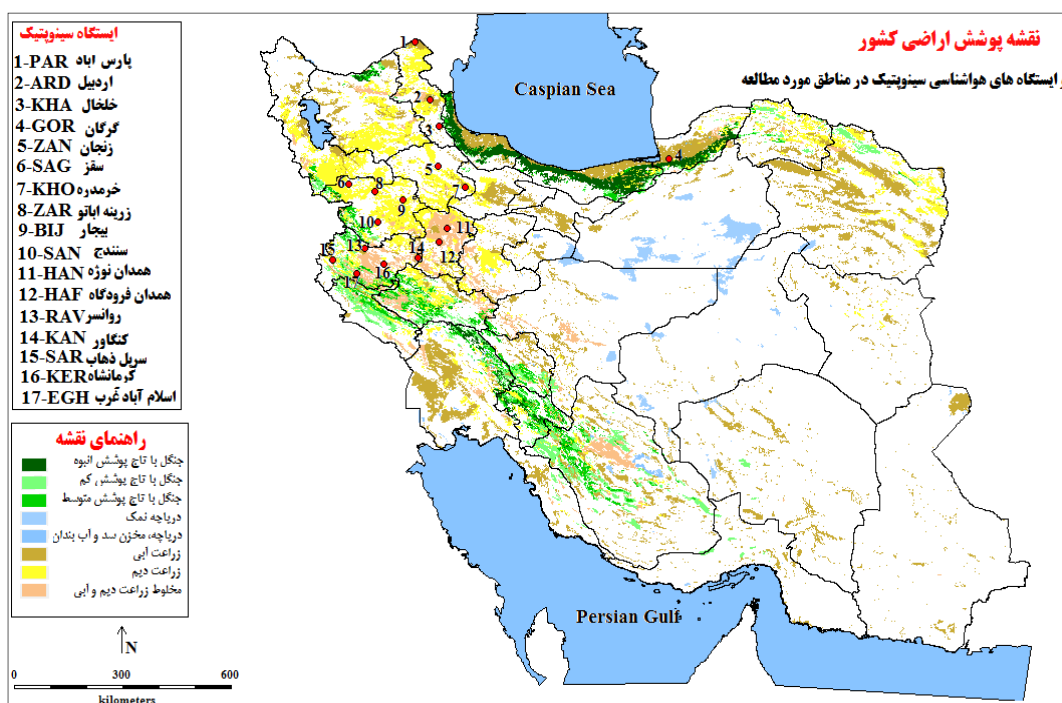 نقشه پوشش اراضی کشور
و ایستگاه های هواشناسی سینوپتیک در مناطق مورد مطالعه
ایستگاه سینوپتیک
1-PAR پارس اباد
2-ARD اردبیل
3-KHA خلخال
4-GOR گرگان
5-ZAN زنجان
6-SAG سقز
7-KHO خرمدره
8-ZAR زرینه اباتو
9-BIJ بیجار
10-SAN سنندج
11-HAN همدان نوژه
12-HAF همدان فرودگاه
13-RAV روانسر
14-KAN کنگاور
15-SAR سرپل ذهاب
16-KER کرمانشاه
17-EGH اسلام آباد غرب
راهنمای نقشه
جنگل با تاج پوشش انبوه
جنگل با تاج پوشش کم
جنگل با تاج پوشش متوسط
دریاچه نمک
دریاچه، مخزن سد و آب بندان
زراعت آبی
زراعت دیم
مخلوط زراعت دیم و آبی
N
0 300 600
kilometers
Caspian Sea
Persian Gulf
1
2
3
4
5
6
8
7
9
10
11
13
14
12
15
16
17